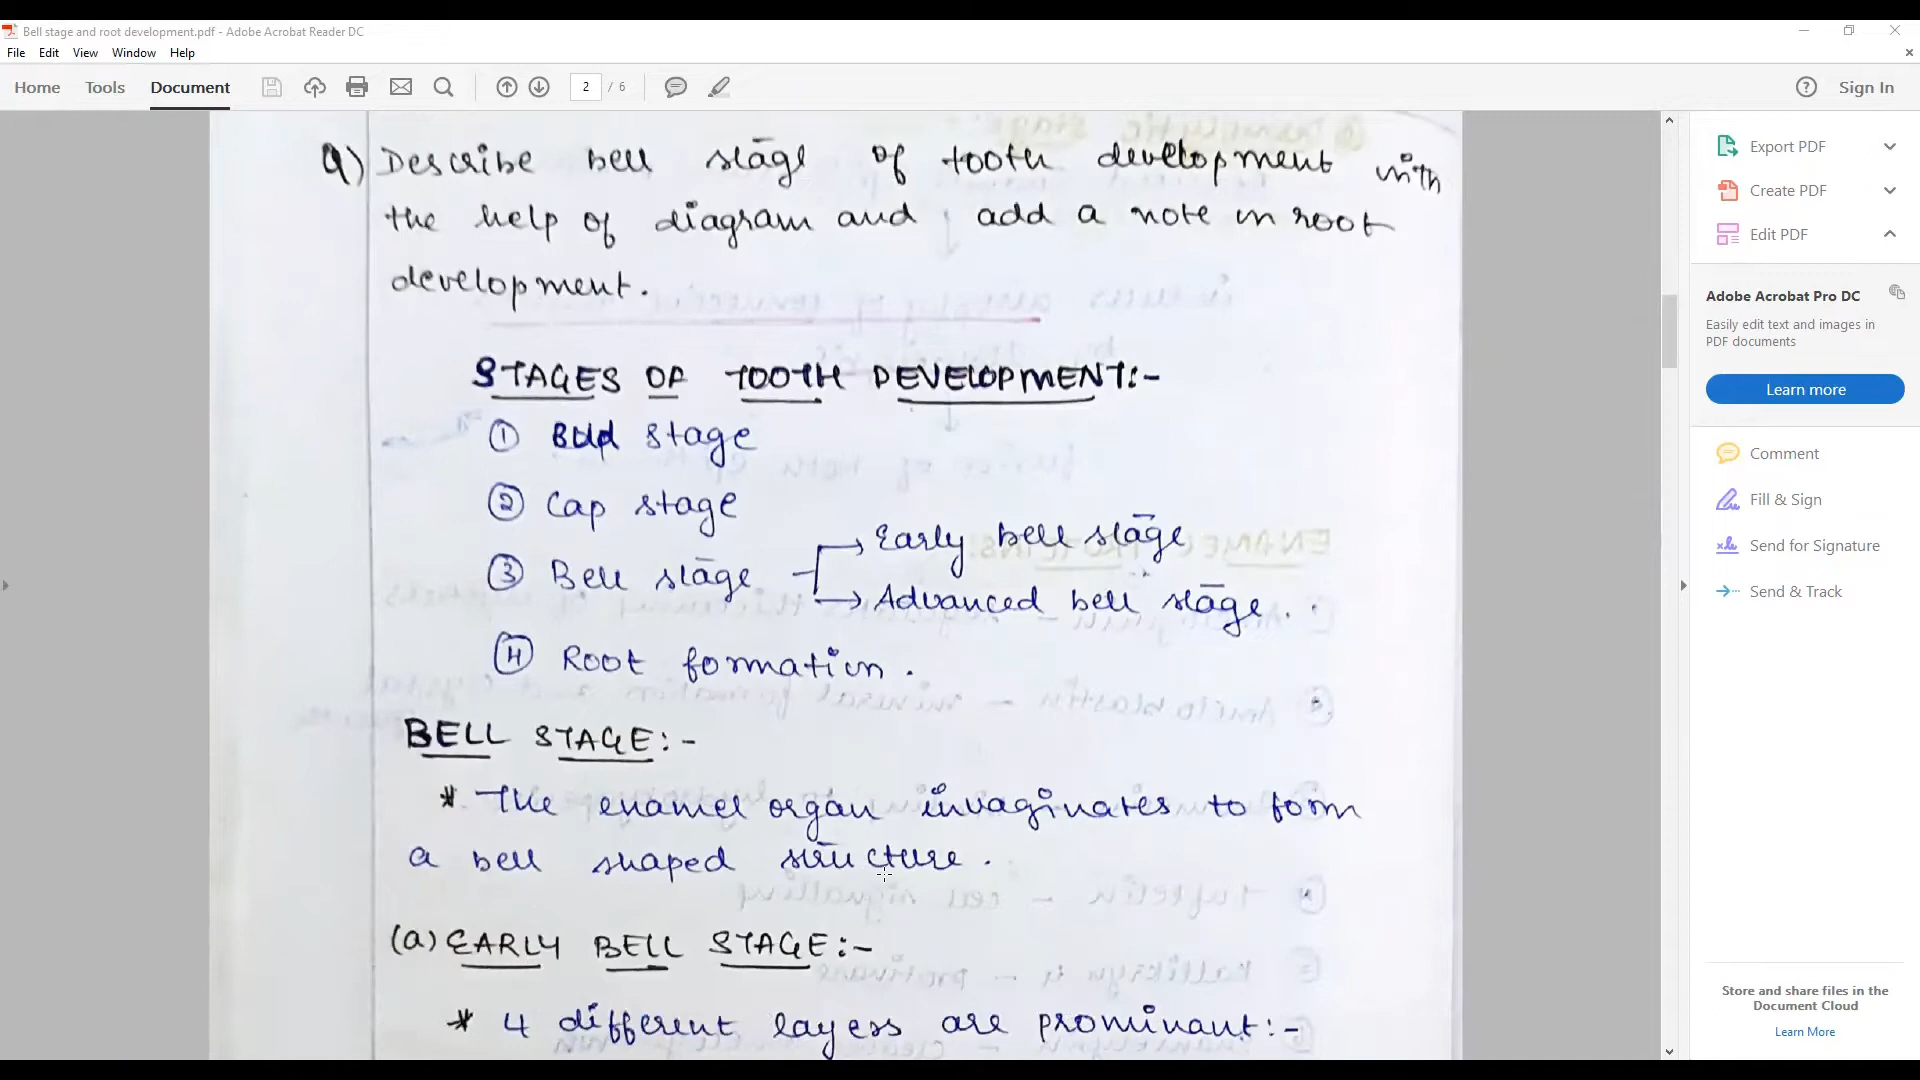 Bell stage and root development.pdf - Adobe Acrobat Reader DC
File Edit View Window Help
Home Tools Document 2 / 6 Sign In
Q) Describe bell stage of tooth development with
the help of diagram and add a note on root
development.
STAGES OF TOOTH DEVELOPMENT:-
① Bud stage
② Cap stage
③ Bell stage → Early bell stage
→ Advanced bell stage.
④ Root formation.
BELL STAGE:-
* The enamel organ invaginates to form
a bell shaped structure.
(a) EARLY BELL STAGE:-
* 4 different layers are prominant:-
Export PDF
Create PDF
Edit PDF
Adobe Acrobat Pro DC
Easily edit text and images in
PDF documents
Learn more
Comment
Fill & Sign
Send for Signature
Send & Track
Store and share files in the
Document Cloud
Learn More